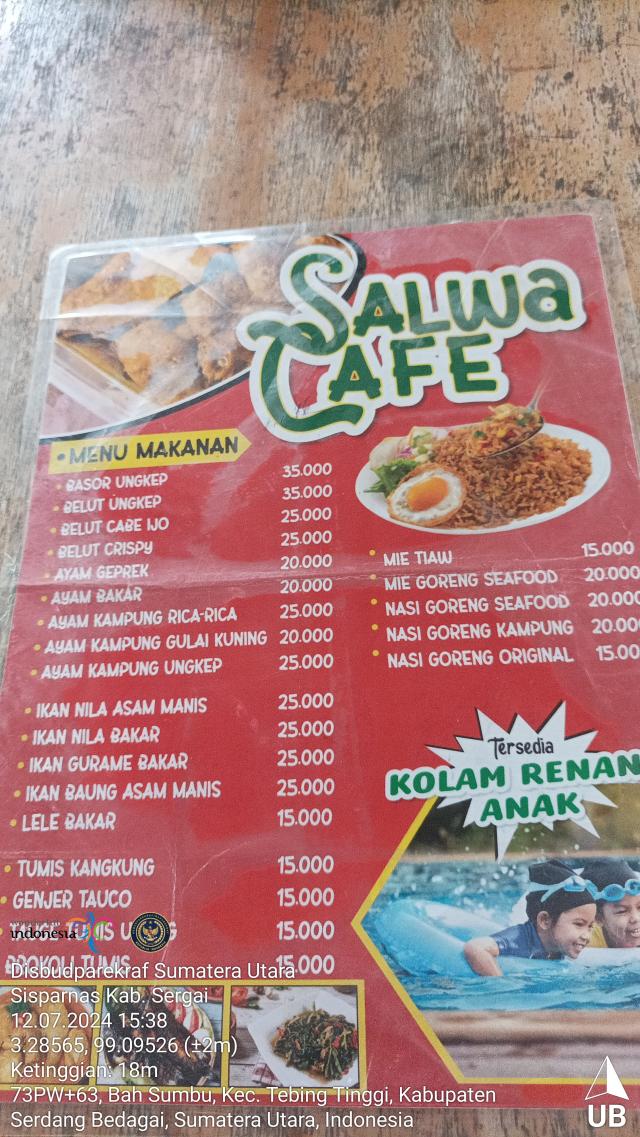 SALWA
CAFE
• MENU MAKANAN
• BASOR UNGKEP 35.000
• BELUT UNGKEP 35.000
• BELUT CABE IJO 25.000
• BELUT CRISPY 25.000
• AYAM GEPREK 20.000
• AYAM BAKAR 20.000
• AYAM KAMPUNG RICA-RICA 25.000
• AYAM KAMPUNG GULAI KUNING 20.000
• AYAM KAMPUNG UNGKEP 25.000
• IKAN NILA ASAM MANIS 25.000
• IKAN NILA BAKAR 25.000
• IKAN GURAME BAKAR 25.000
• IKAN BAUNG ASAM MANIS 25.000
• LELE BAKAR 15.000
• TUMIS KANGKUNG 15.000
• GENJER TAUCO 15.000
TUMIS 15.000
BROKOLI TUMIS 15.000
• MIE TIAW 15.000
• MIE GORENG SEAFOOD 20.000
• NASI GORENG SEAFOOD 20.000
• NASI GORENG KAMPUNG 20.00
• NASI GORENG ORIGINAL 15.00
Tersedia
KOLAM RENAN
ANAK
indonesia
Disbudparekraf Sumatera Utara
Sisparnas Kab. Sergai
12.07.2024 15:38
3.28565, 99.09526 (±2m)
Ketinggian: 18m
73PW+63, Bah Sumbu, Kec. Tebing Tinggi, Kabupaten
Serdang Bedagai, Sumatera Utara, Indonesia
UB